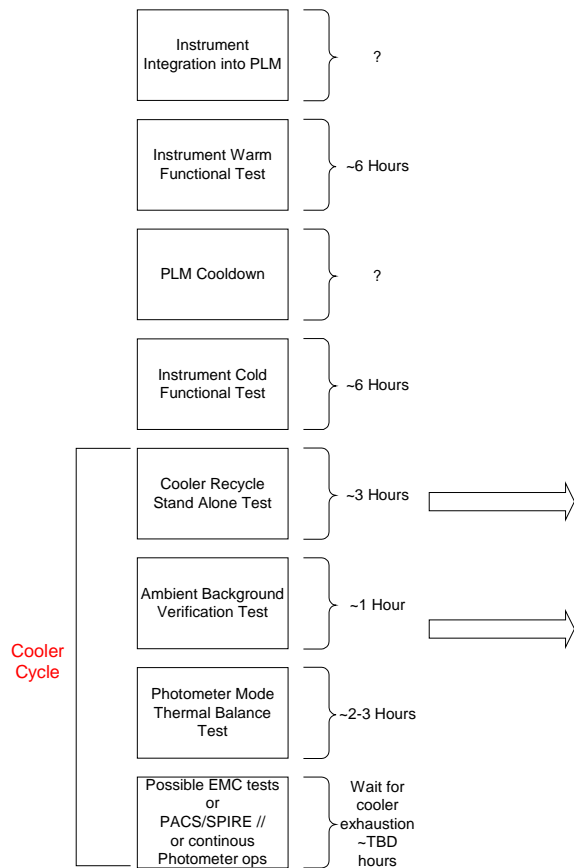 Instrument
Integration into PLM
?
Instrument Warm
Functional Test
~6 Hours
PLM Cooldown
?
Instrument Cold
Functional Test
~6 Hours
Cooler Recycle
Stand Alone Test
~3 Hours
Ambient Background
Verification Test
~1 Hour
Cooler
Cycle
Photometer Mode
Thermal Balance
Test
~2-3 Hours
Possible EMC tests
or
PACS/SPIRE //
or continous
Photometer ops
Wait for
cooler
exhaustion
~TBD
hours